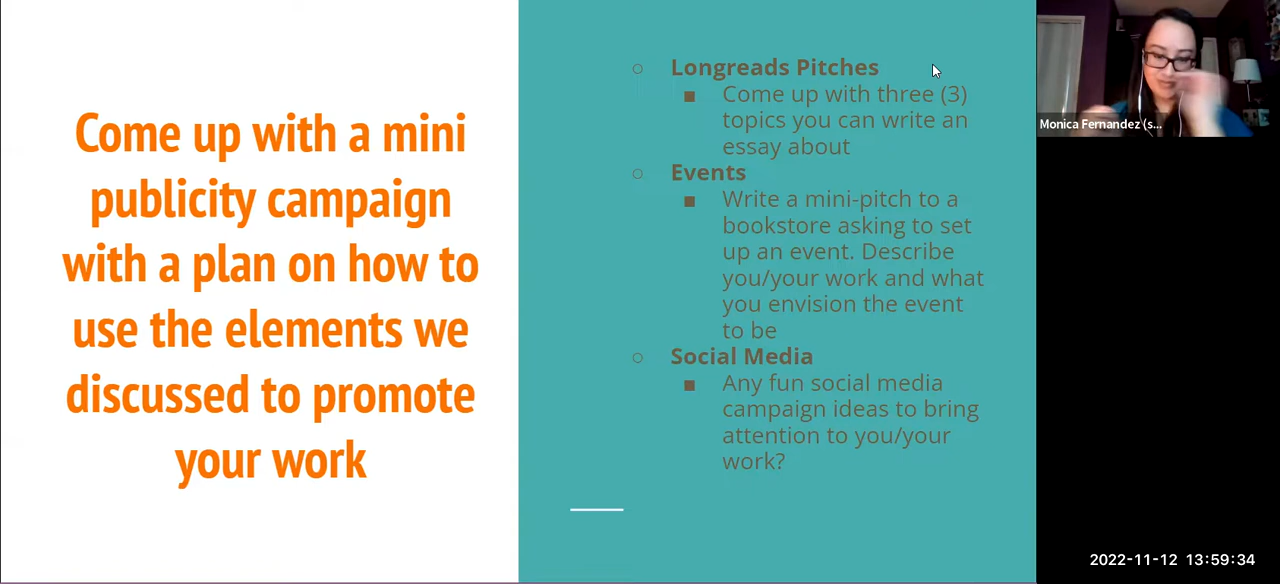 Come up with a mini
publicity campaign
with a plan on how to
use the elements we
discussed to promote
your work
Longreads Pitches
Come up with three (3)
topics you can write an
essay about
Events
Write a mini-pitch to a
bookstore asking to set
up an event. Describe
you/your work and what
you envision the event
to be
Social Media
Any fun social media
campaign ideas to bring
attention to you/your
work?
Monica Fernandez (s...
2022-11-12 13:59:34